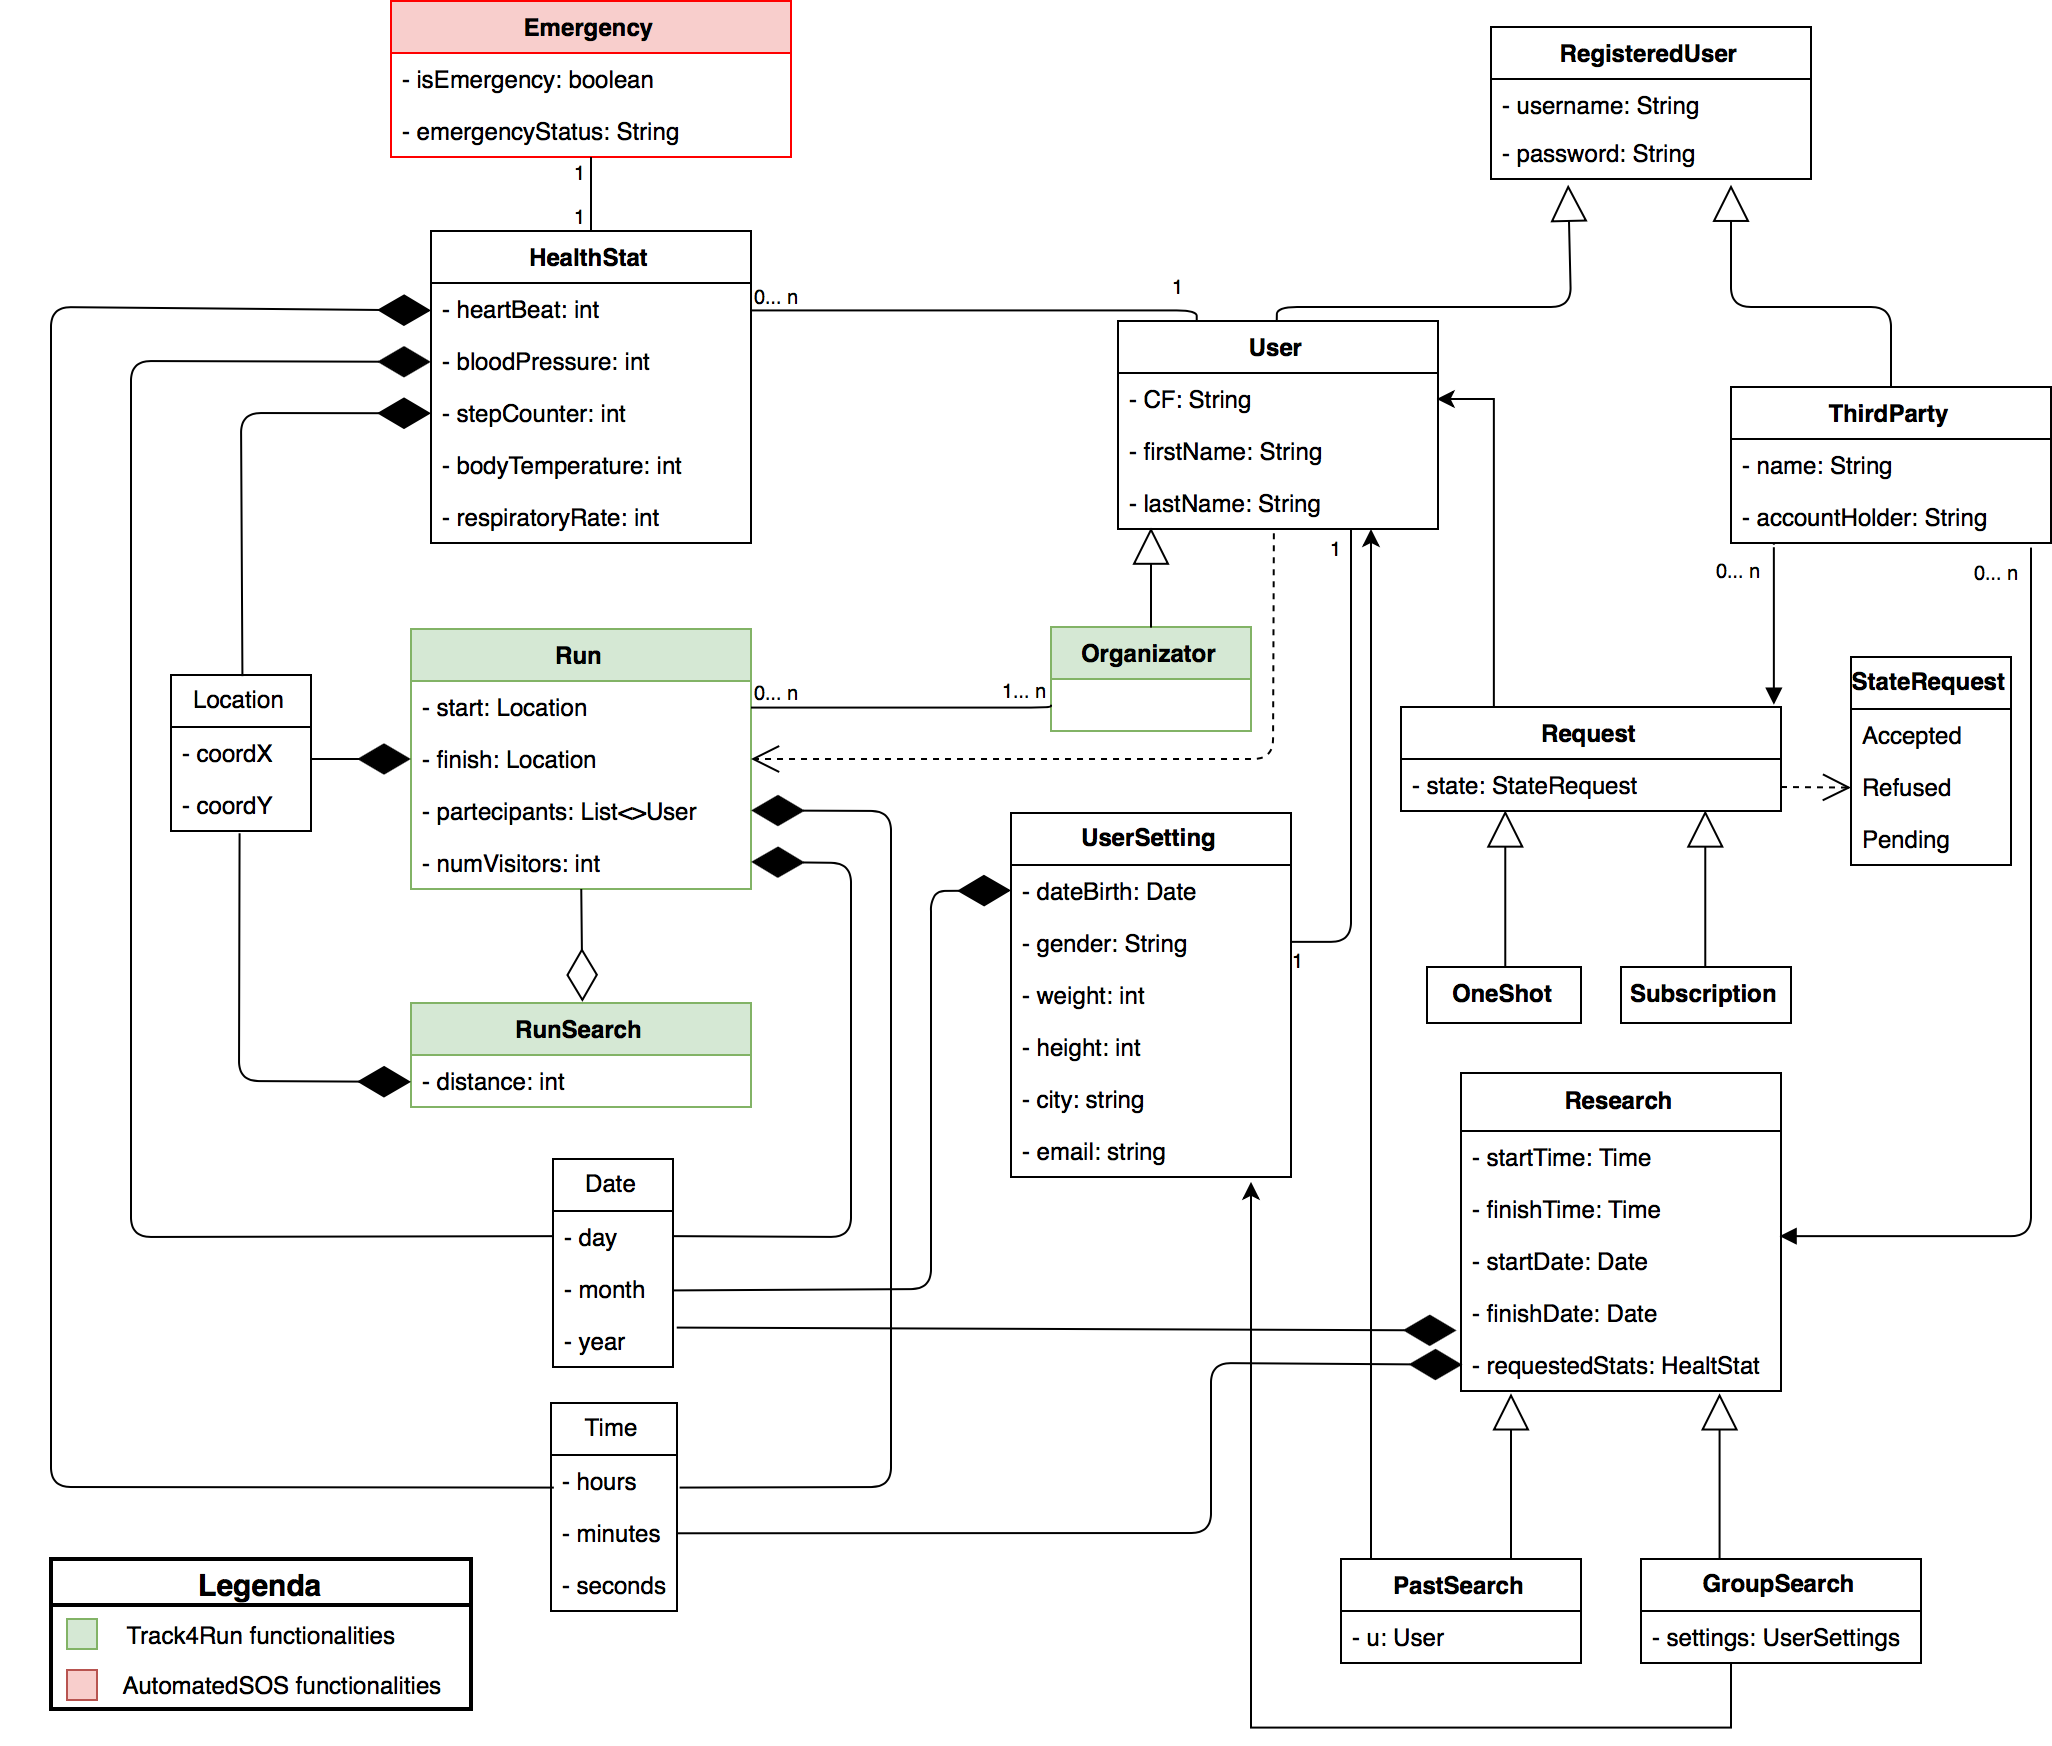 Emergency
- isEmergency: boolean
- emergencyStatus: String
1
1
RegisteredUser
- username: String
- password: String
HealthStat
- heartBeat: int
- bloodPressure: int
- stepCounter: int
- bodyTemperature: int
- respiratoryRate: int
0... n
1
User
- CF: String
- firstName: String
- lastName: String
1
ThirdParty
- name: String
- accountHolder: String
0... n
0... n
Location
- coordX
- coordY
Run
- start: Location
- finish: Location
- partecipants: List<>User
- numVisitors: int
0... n
1... n
Organizator
Request
- state: StateRequest
StateRequest
Accepted
Refused
Pending
UserSetting
- dateBirth: Date
- gender: String
- weight: int
- height: int
- city: string
- email: string
1
OneShot
Subscription
RunSearch
- distance: int
Research
- startTime: Time
- finishTime: Time
- startDate: Date
- finishDate: Date
- requestedStats: HealtStat
Date
- day
- month
- year
Time
- hours
- minutes
- seconds
PastSearch
- u: User
GroupSearch
- settings: UserSettings
Legenda
Track4Run functionalities
AutomatedSOS functionalities